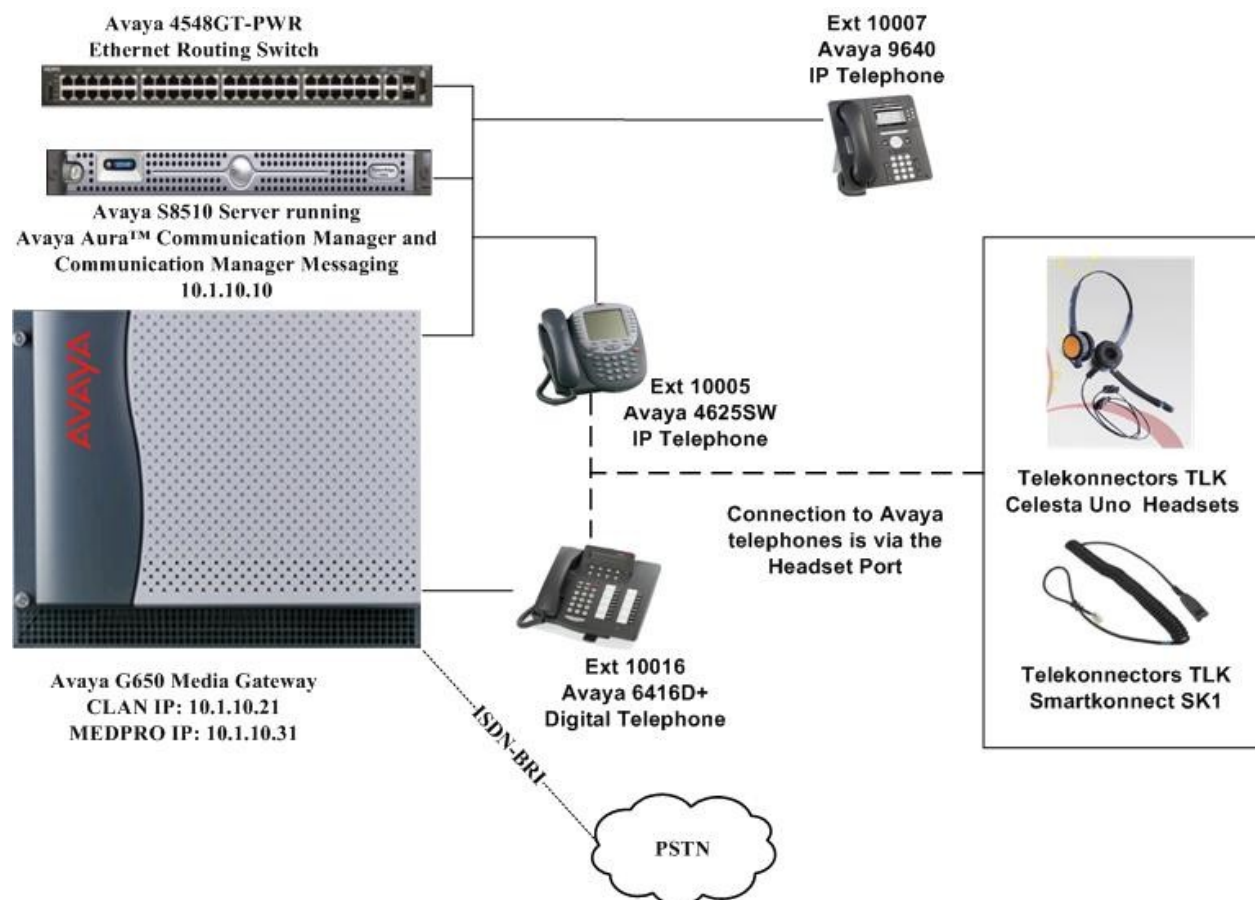 Avaya 4548GT-PWR
Ethernet Routing Switch
Ext 10007
Avaya 9640
IP Telephone
Avaya S8510 Server running
Avaya Aura™ Communication Manager and
Communication Manager Messaging
10.1.10.10
AVAYA
Ext 10005
Avaya 4625SW
IP Telephone
Telekonnectors TLK
Celesta Uno Headsets
Connection to Avaya
telephones is via the
Headset Port
Telekonnectors TLK
Smartkonnect SK1
Ext 10016
Avaya 6416D+
Digital Telephone
Avaya G650 Media Gateway
CLAN IP: 10.1.10.21
MEDPRO IP: 10.1.10.31
ISDN-BRI
PSTN